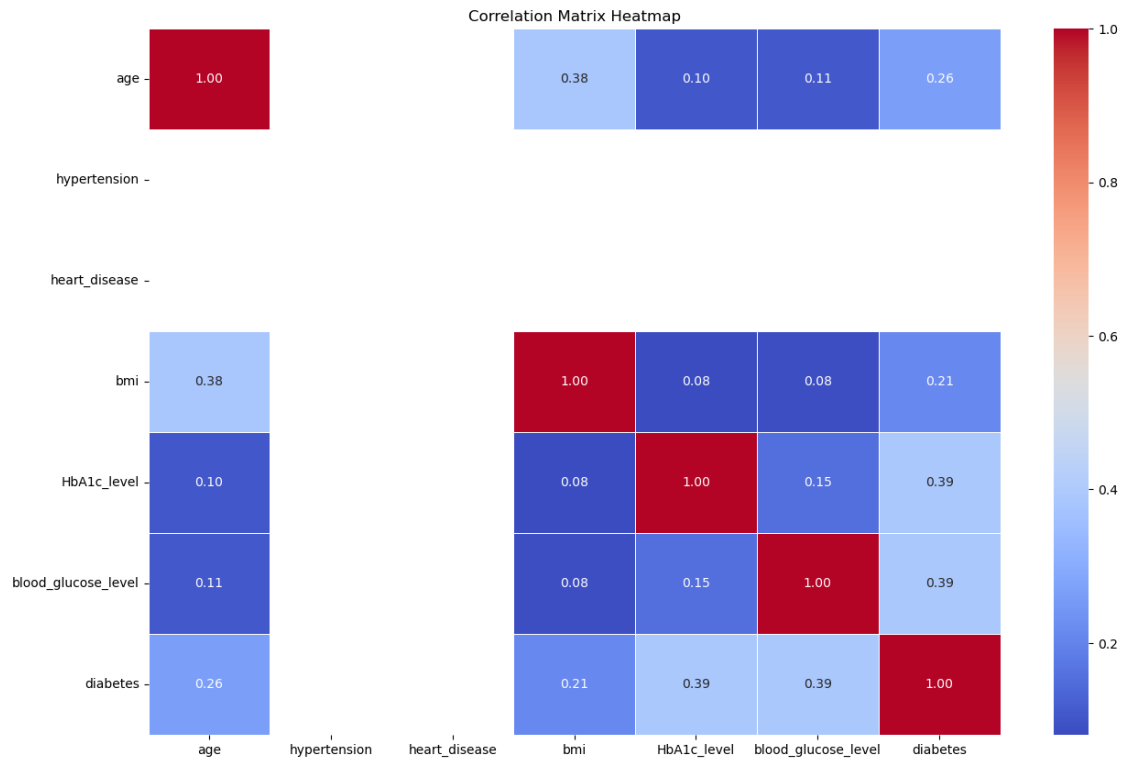 Correlation Matrix Heatmap
age 1.00 0.38 0.10 0.11 0.26
hypertension
heart_disease
bmi 0.38 1.00 0.08 0.08 0.21
HbA1c_level 0.10 0.08 1.00 0.15 0.39
blood_glucose_level 0.11 0.08 0.15 1.00 0.39
diabetes 0.26 0.21 0.39 0.39 1.00
age hypertension heart_disease bmi HbA1c_level blood_glucose_level diabetes
1.0
0.8
0.6
0.4
0.2